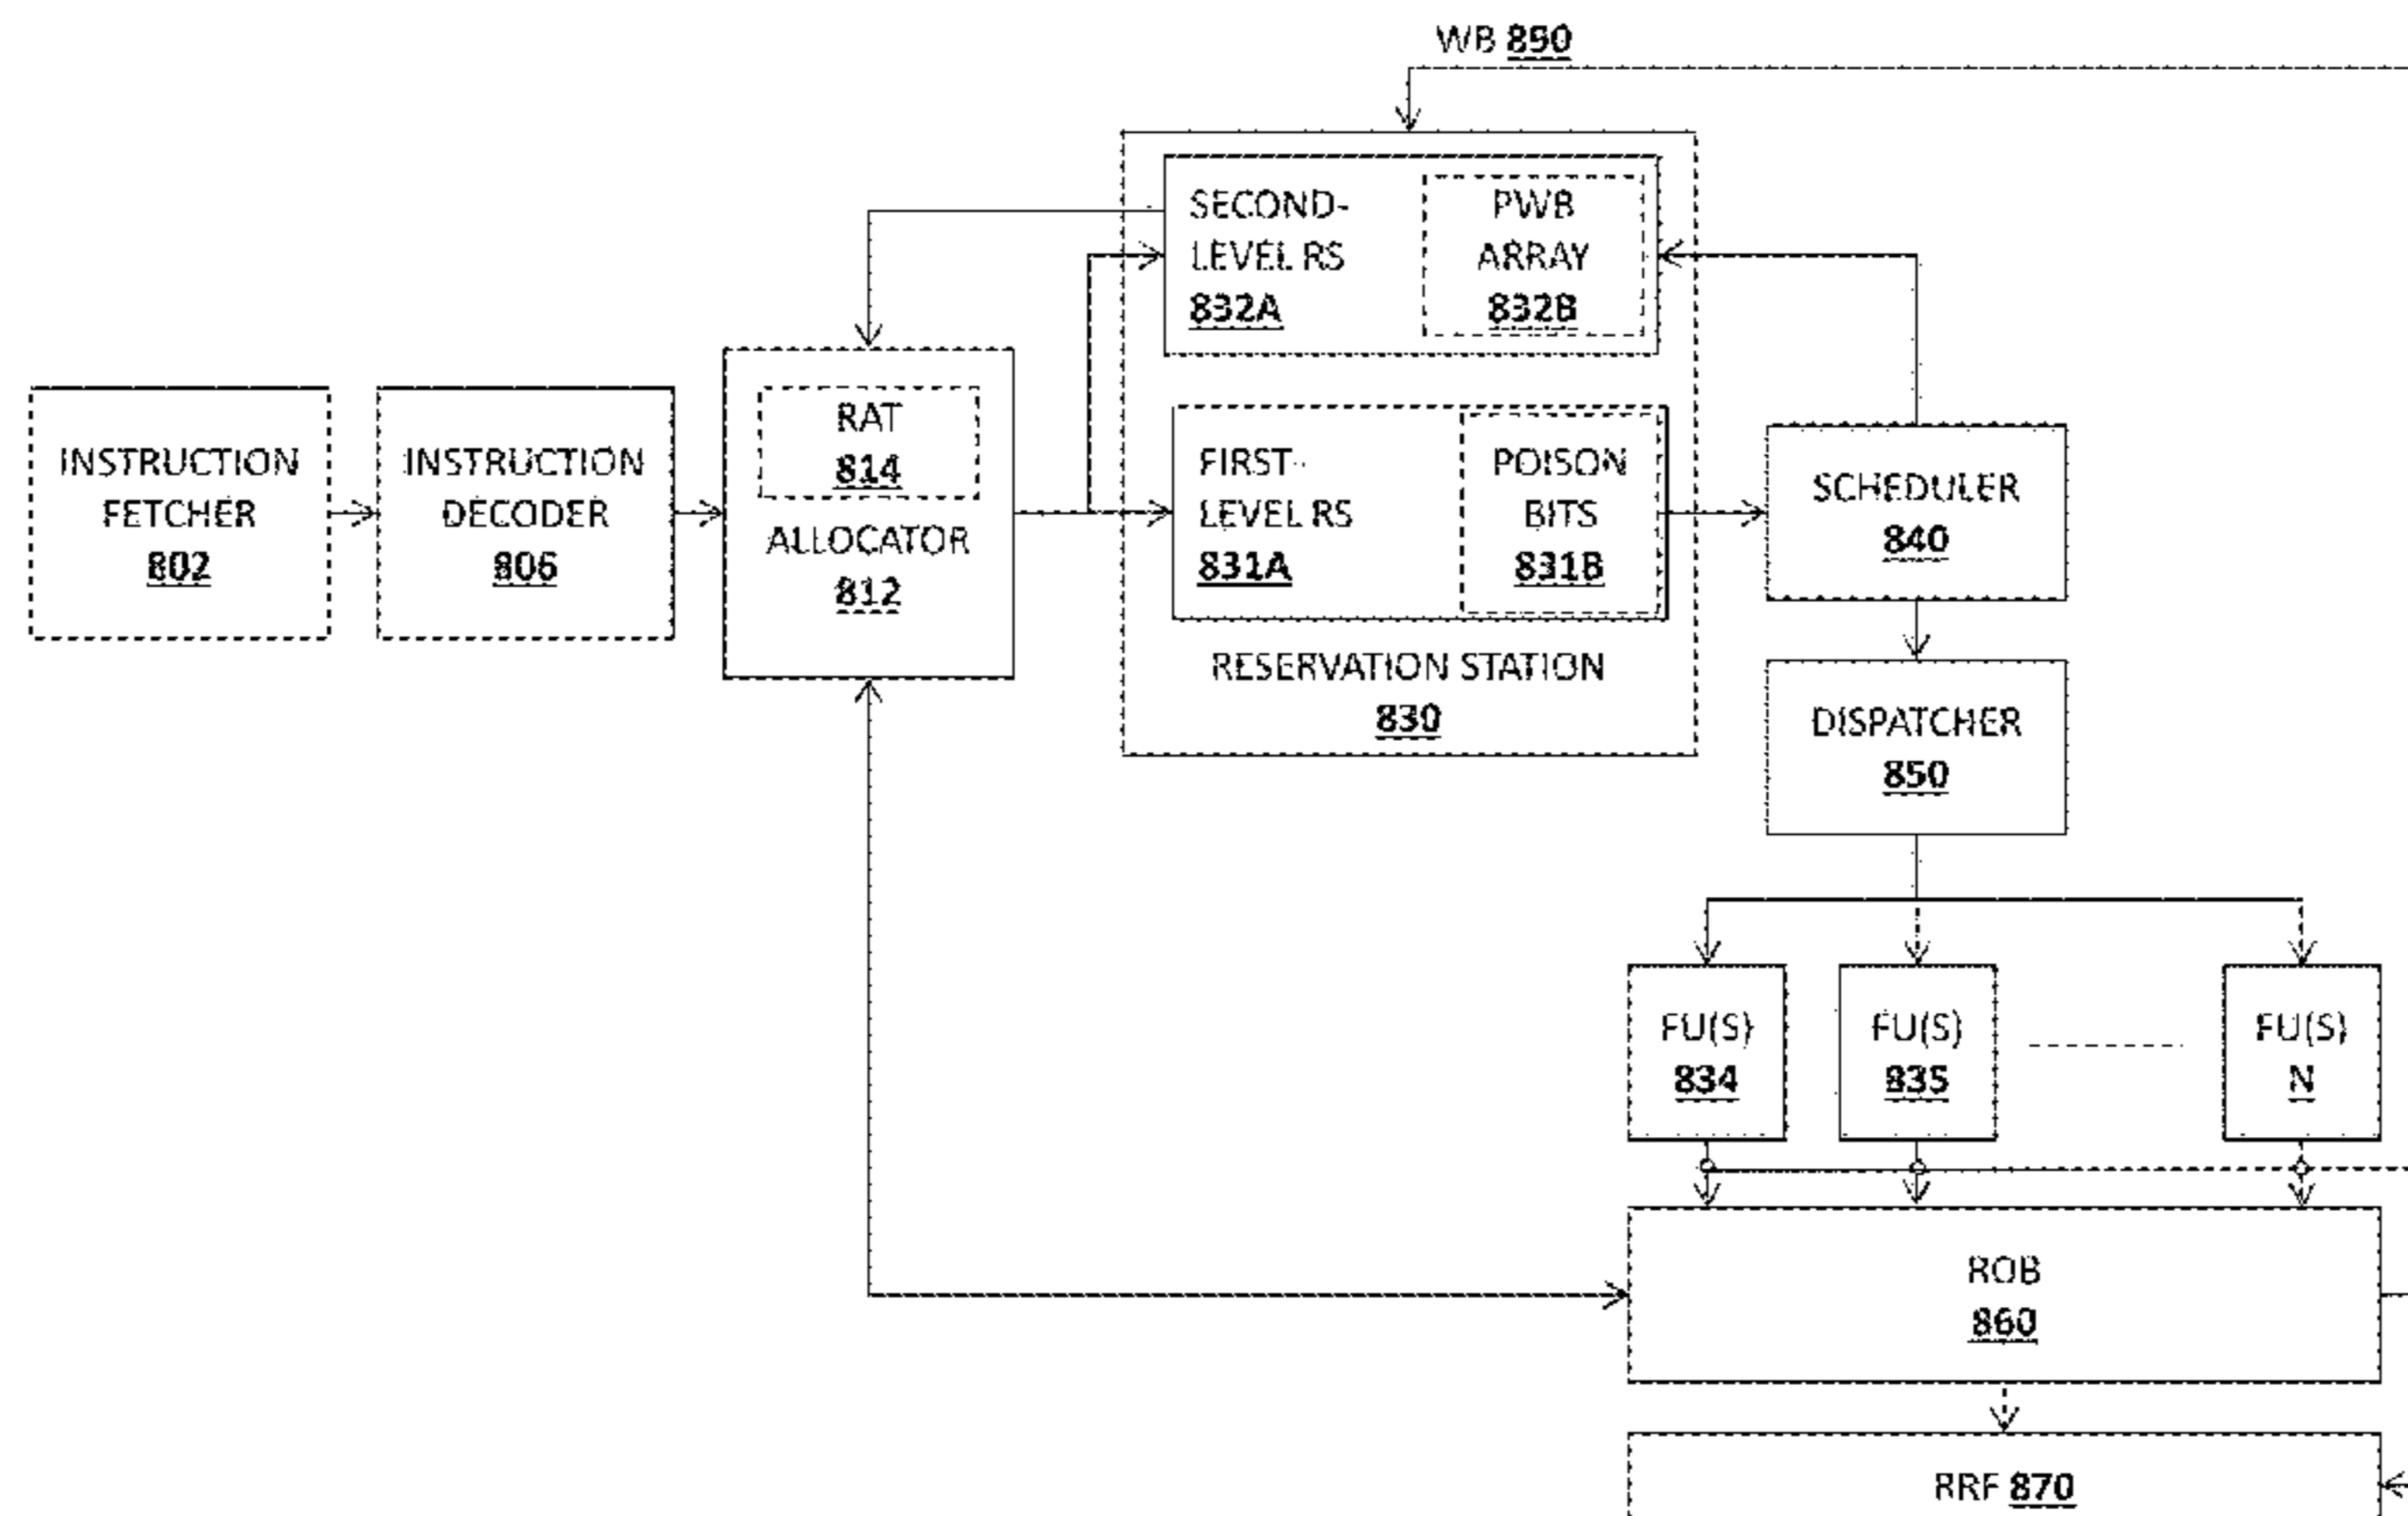 WB 890
SECOND-
LEVEL RS
832A
PWB
ARRAY
832B
RAT
814
ALLOCATOR
812
INSTRUCTION
FETCHER
802
INSTRUCTION
DECODER
806
FIRST-
LEVEL RS
831A
POISON
BITS
831B
RESERVATION STATION
830
SCHEDULER
840
DISPATCHER
850
FU(S)
834
FU(S)
835
FU(S)
N
ROB
860
RRF 870